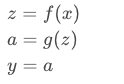 z = f(x)
a = g(z)
y = a